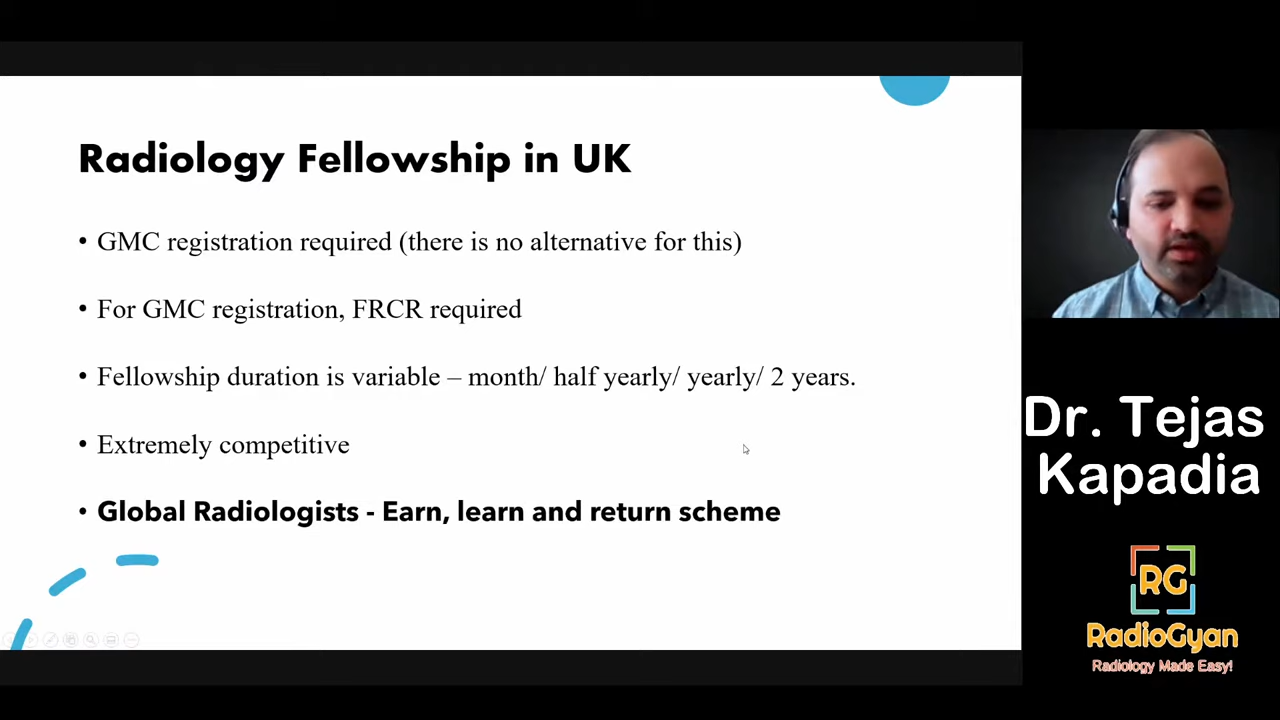 Radiology Fellowship in UK
• GMC registration required (there is no alternative for this)
• For GMC registration, FRCR required
• Fellowship duration is variable – month/ half yearly/ yearly/ 2 years.
• Extremely competitive
• Global Radiologists - Earn, learn and return scheme
Dr. Tejas
Kapadia
RG
RadioGyan
Radiology Made Easy!